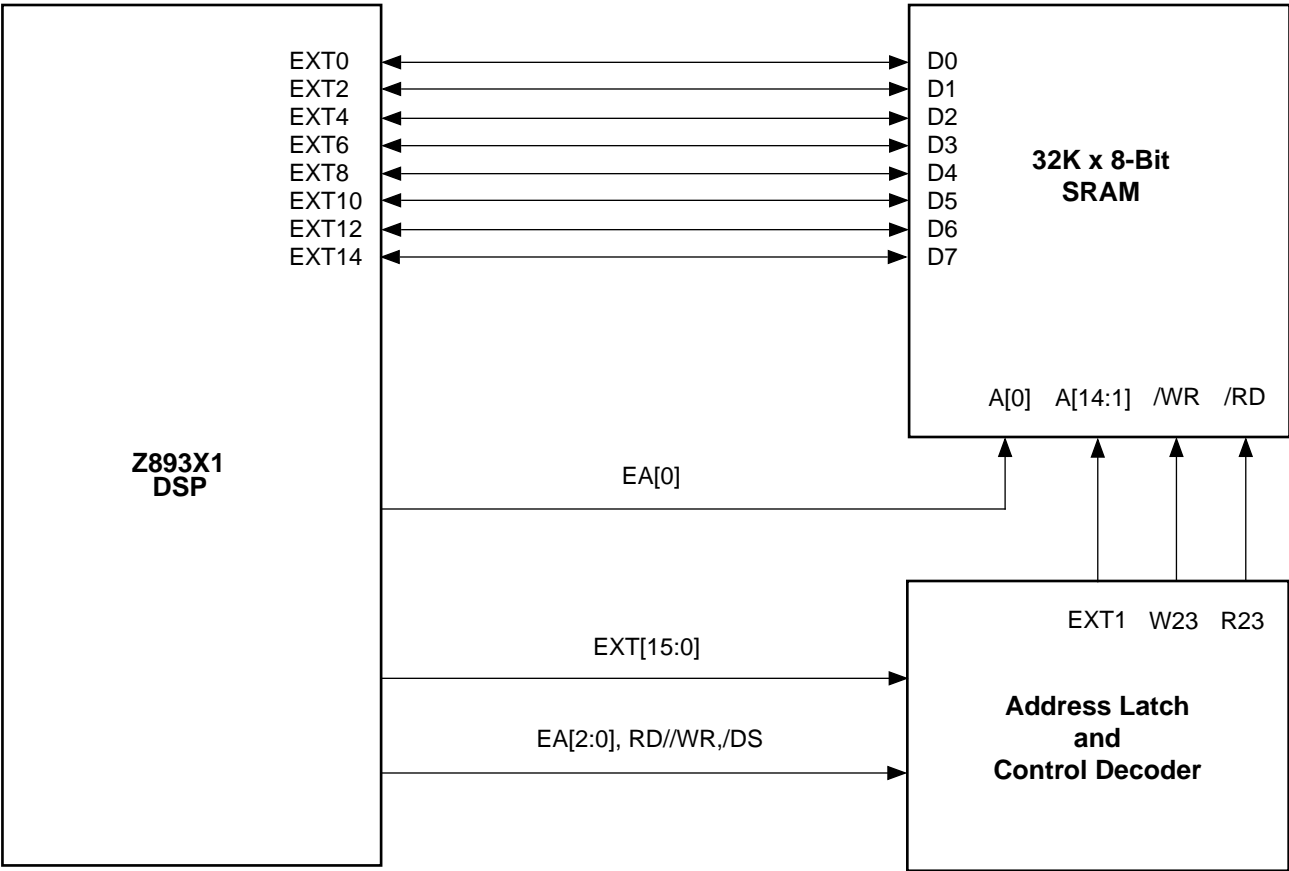 EXT0
EXT2
EXT4
EXT6
EXT8
EXT10
EXT12
EXT14
Z893X1
DSP
D0
D1
D2
D3
D4
D5
D6
D7
32K x 8-Bit
SRAM
A[0] A[14:1] /WR /RD
EA[0]
EXT[15:0]
EA[2:0], RD//WR,/DS
EXT1 W23 R23
Address Latch
and
Control Decoder